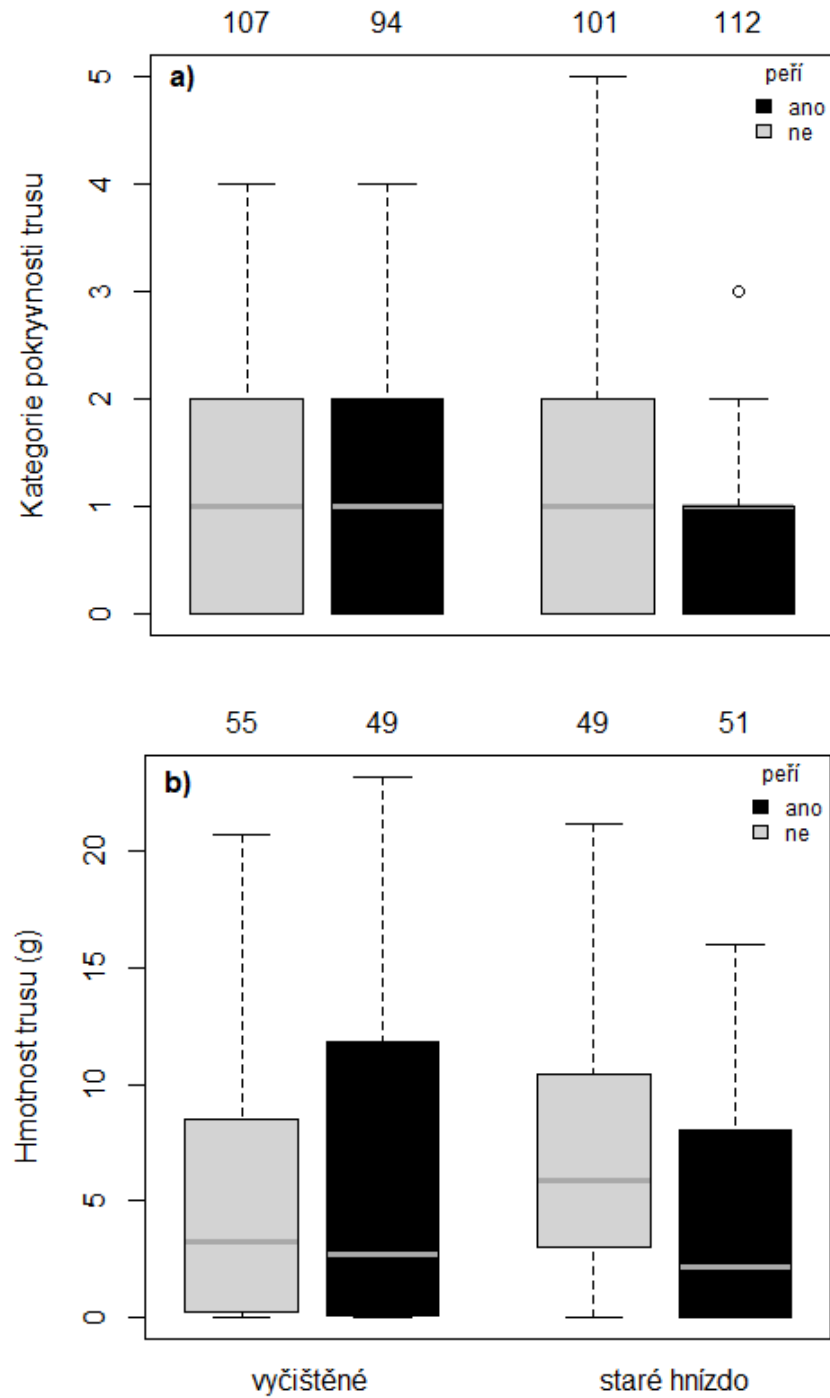 107 94 101 112
a)
peří
ano
ne
Kategorie pokryvnosti trusu
5
4
3
2
1
0
55 49 49 51
b)
peří
ano
ne
Hmotnost trusu (g)
20
15
10
5
0
vyčištěné staré hnízdo